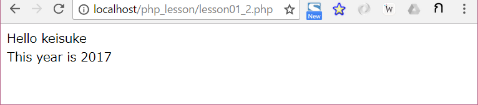 localhost/php_lesson/lesson01_2.php
New
W
ก
Hello keisuke
This year is 2017